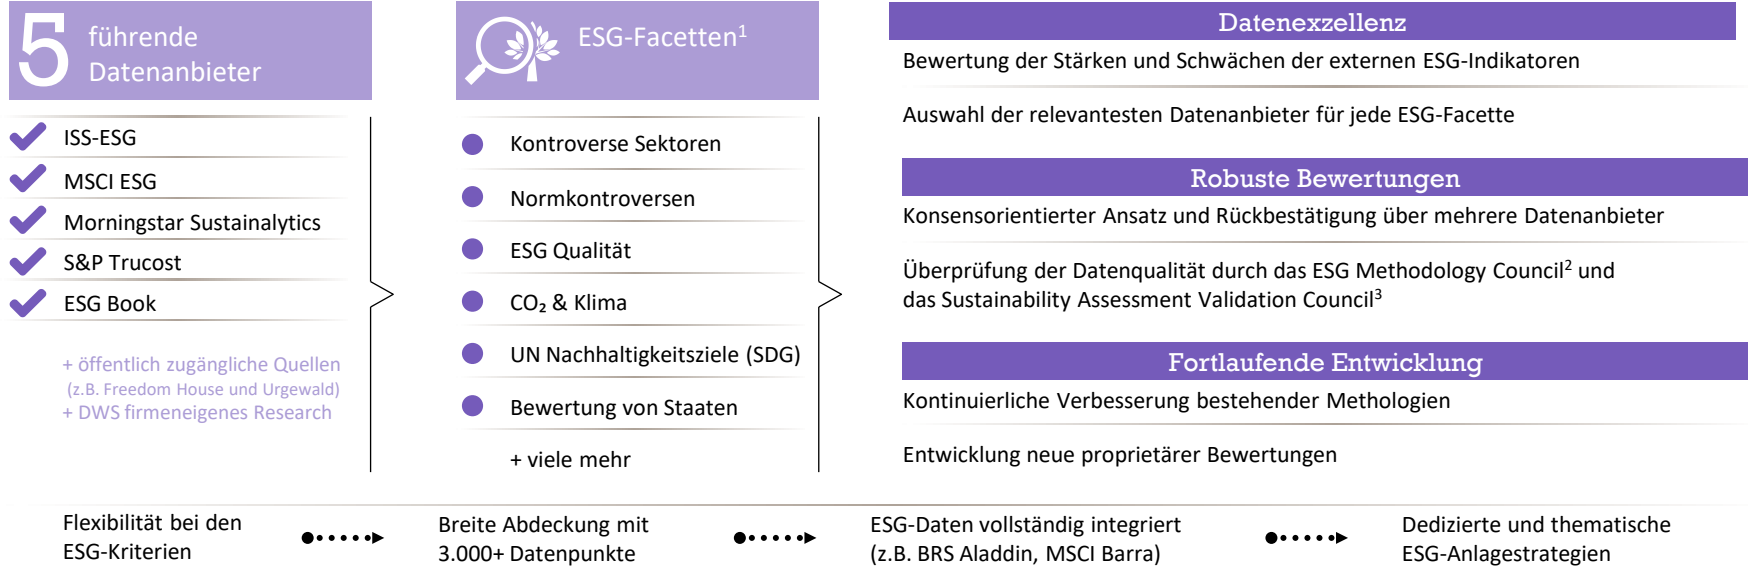 5 führende
Datenanbieter
ISS-ESG
MSCI ESG
Morningstar Sustainalytics
S&P Trucost
ESG Book
+ öffentlich zugängliche Quellen
(z.B. Freedom House und Urgewald)
+ DWS firmeneigenes Research
ESG-Facetten¹
Kontroverse Sektoren
Normkontroversen
ESG Qualität
CO₂ & Klima
UN Nachhaltigkeitsziele (SDG)
Bewertung von Staaten
+ viele mehr
Datenexzellenz
Bewertung der Stärken und Schwächen der externen ESG-Indikatoren
Auswahl der relevantesten Datenanbieter für jede ESG-Facette
Robuste Bewertungen
Konsensorientierter Ansatz und Rückbestätigung über mehrere Datenanbieter
Überprüfung der Datenqualität durch das ESG Methodology Council² und
das Sustainability Assessment Validation Council³
Fortlaufende Entwicklung
Kontinuierliche Verbesserung bestehender Methologien
Entwicklung neue proprietärer Bewertungen
Flexibilität bei den
ESG-Kriterien
Breite Abdeckung mit
3.000+ Datenpunkte
ESG-Daten vollständig integriert
(z.B. BRS Aladdin, MSCI Barra)
Dedizierte und thematische
ESG-Anlagestrategien